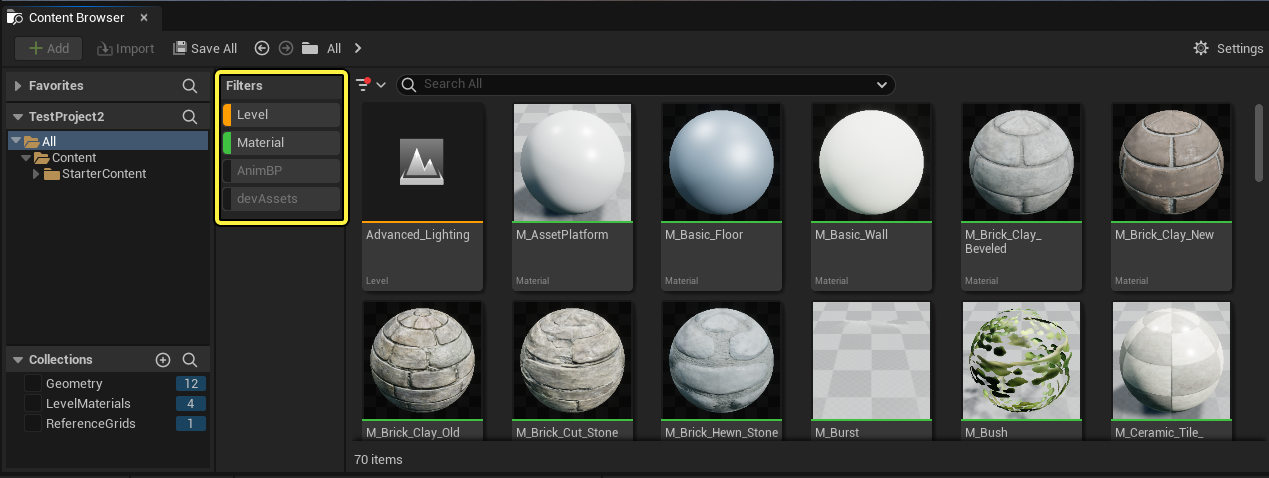 Content Browser
Add Import Save All All Settings
Favorites
TestProject2
All
Content
StarterContent
Collections
Geometry 12
LevelMaterials 4
ReferenceGrids 1
Filters
Level
Material
AnimBP
devAssets
Search All
Advanced_Lighting
Level
M_AssetPlatform
Material
M_Basic_Floor
Material
M_Basic_Wall
Material
M_Brick_Clay_
Beveled
Material
M_Brick_Clay_New
Material
M_Brick_Clay_Old
M_Brick_Cut_Stone
M_Brick_Hewn_Stone
M_Burst
M_Bush
M_Ceramic_Tile_
70 items